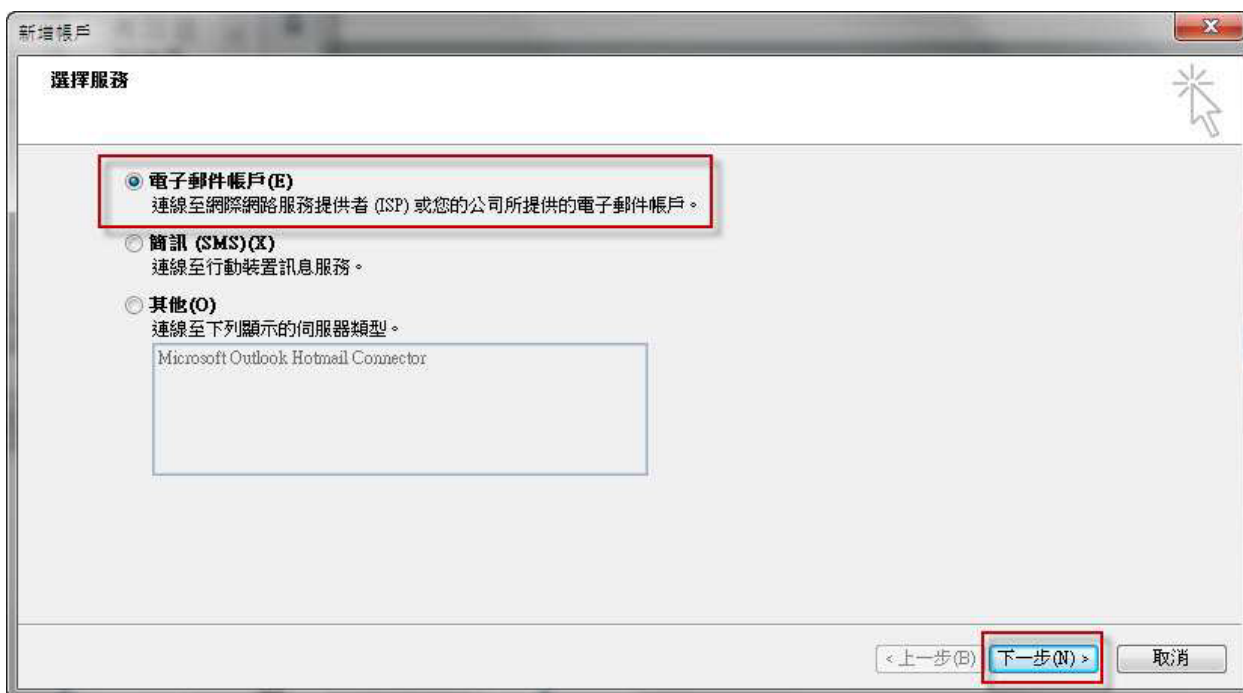 新增帳戶
選擇服務
電子郵件帳戶(E)
連線至網際網路服務提供者 (ISP) 或您的公司所提供的電子郵件帳戶。
簡訊 (SMS)(X)
連線至行動裝置訊息服務。
其他(O)
連線至下列顯示的伺服器類型。
Microsoft Outlook Hotmail Connector
<上一步(B) 下一步(N) > 取消